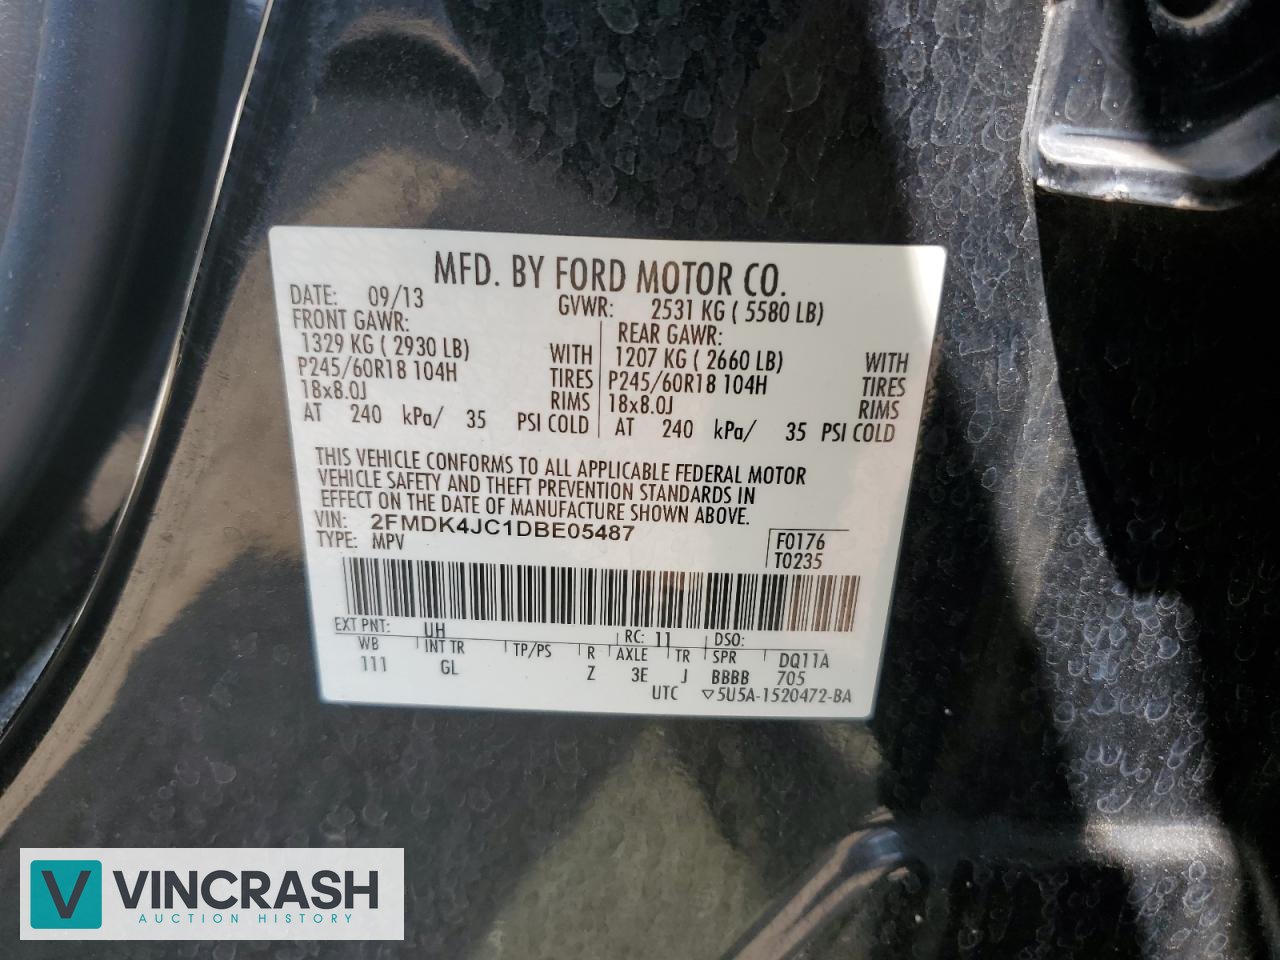 MFD. BY FORD MOTOR CO.
DATE: 09/13 GVWR: 2531 KG ( 5580 LB)
FRONT GAWR: REAR GAWR:
1329 KG ( 2930 LB) WITH 1207 KG ( 2660 LB) WITH
P245/60R18 104H TIRES P245/60R18 104H TIRES
18x8.0J RIMS 18x8.0J RIMS
AT 240 kPa/ 35 PSI COLD AT 240 kPa/ 35 PSI COLD
THIS VEHICLE CONFORMS TO ALL APPLICABLE FEDERAL MOTOR
VEHICLE SAFETY AND THEFT PREVENTION STANDARDS IN
EFFECT ON THE DATE OF MANUFACTURE SHOWN ABOVE.
VIN: 2FMDK4JC1DBE05487 F0176
TYPE: MPV T0235
EXT PNT: UH RC: 11 DSO:
WB INT TR TP/PS R AXLE TR SPR DQ11A
111 GL Z 3E J BBBB 705
UTC ▽5U5A-1520472-BA
V VINCRASH
AUCTION HISTORY